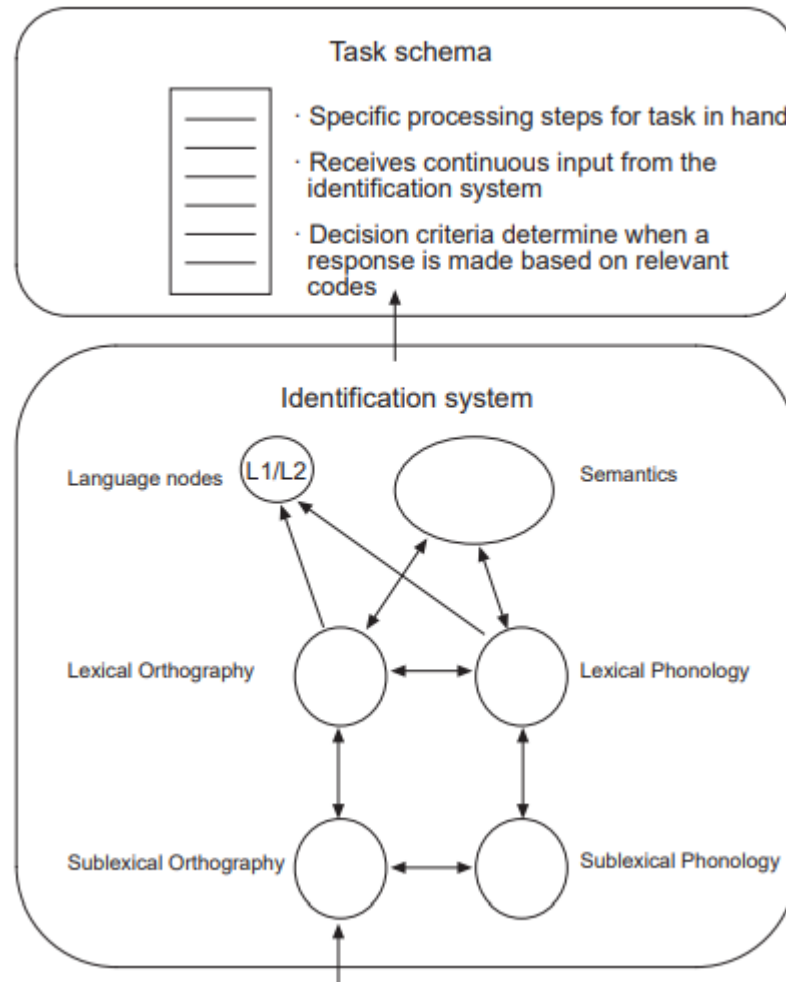 Task schema
· Specific processing steps for task in hand
· Receives continuous input from the
identification system
· Decision criteria determine when a
response is made based on relevant
codes
Identification system
Language nodes
L1/L2
Semantics
Lexical Orthography
Lexical Phonology
Sublexical Orthography
Sublexical Phonology